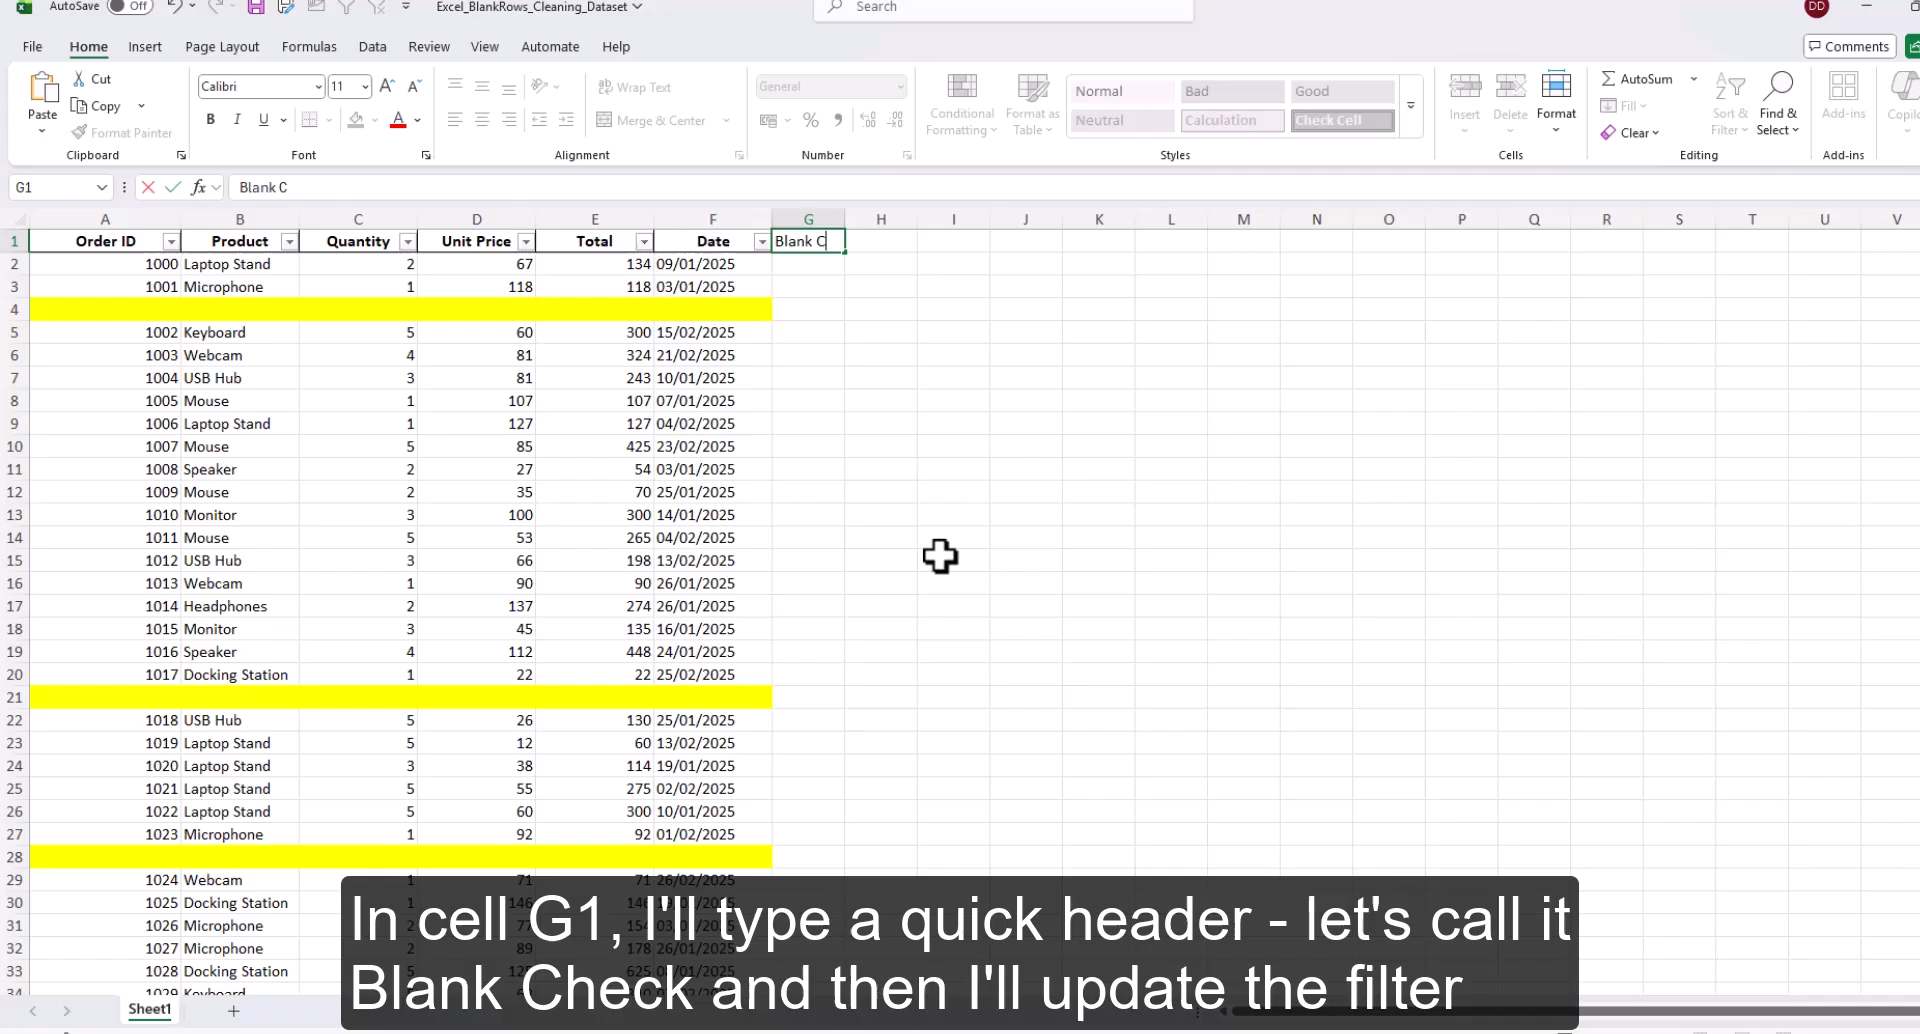 AutoSave Off Excel_BlankRows_Cleaning_Dataset Search DD
File Home Insert Page Layout Formulas Data Review View Automate Help Comments
Paste Cut Copy Format Painter Clipboard
Calibri 11 B I U A Font
Wrap Text Merge & Center Alignment
General % Number
Conditional Formatting Format as Table Normal Bad Good Neutral Calculation Check Cell Styles
Insert Delete Format Cells
AutoSum Fill Clear Sort & Filter Find & Select Editing
Add-ins Add-ins
G1 fx Blank C
A B C D E F G H I J K L M N O P Q R S T U V
1 Order ID Product Quantity Unit Price Total Date Blank C
2 1000 Laptop Stand 2 67 134 09/01/2025
3 1001 Microphone 1 118 118 03/01/2025
4
5 1002 Keyboard 5 60 300 15/02/2025
6 1003 Webcam 4 81 324 21/02/2025
7 1004 USB Hub 3 81 243 10/01/2025
8 1005 Mouse 1 107 107 07/01/2025
9 1006 Laptop Stand 1 127 127 04/02/2025
10 1007 Mouse 5 85 425 23/02/2025
11 1008 Speaker 2 27 54 03/01/2025
12 1009 Mouse 2 35 70 25/01/2025
13 1010 Monitor 3 100 300 14/01/2025
14 1011 Mouse 5 53 265 04/02/2025
15 1012 USB Hub 3 66 198 13/02/2025
16 1013 Webcam 1 90 90 26/01/2025
17 1014 Headphones 2 137 274 26/01/2025
18 1015 Monitor 3 45 135 16/01/2025
19 1016 Speaker 4 112 448 24/01/2025
20 1017 Docking Station 1 22 22 25/02/2025
21
22 1018 USB Hub 5 26 130 25/01/2025
23 1019 Laptop Stand 5 12 60 13/02/2025
24 1020 Laptop Stand 3 38 114 19/01/2025
25 1021 Laptop Stand 5 55 275 02/02/2025
26 1022 Laptop Stand 5 60 300 10/01/2025
27 1023 Microphone 1 92 92 01/02/2025
28
29 1024 Webcam 1 71 71 26/02/2025
30 1025 Docking Station
31 1026 Microphone
32 1027 Microphone 2 89 178 26/01/2025
33 1028 Docking Station
34 1029 Keyboard
In cell G1, I'll type a quick header - let's call it
Blank Check and then I'll update the filter
Sheet1